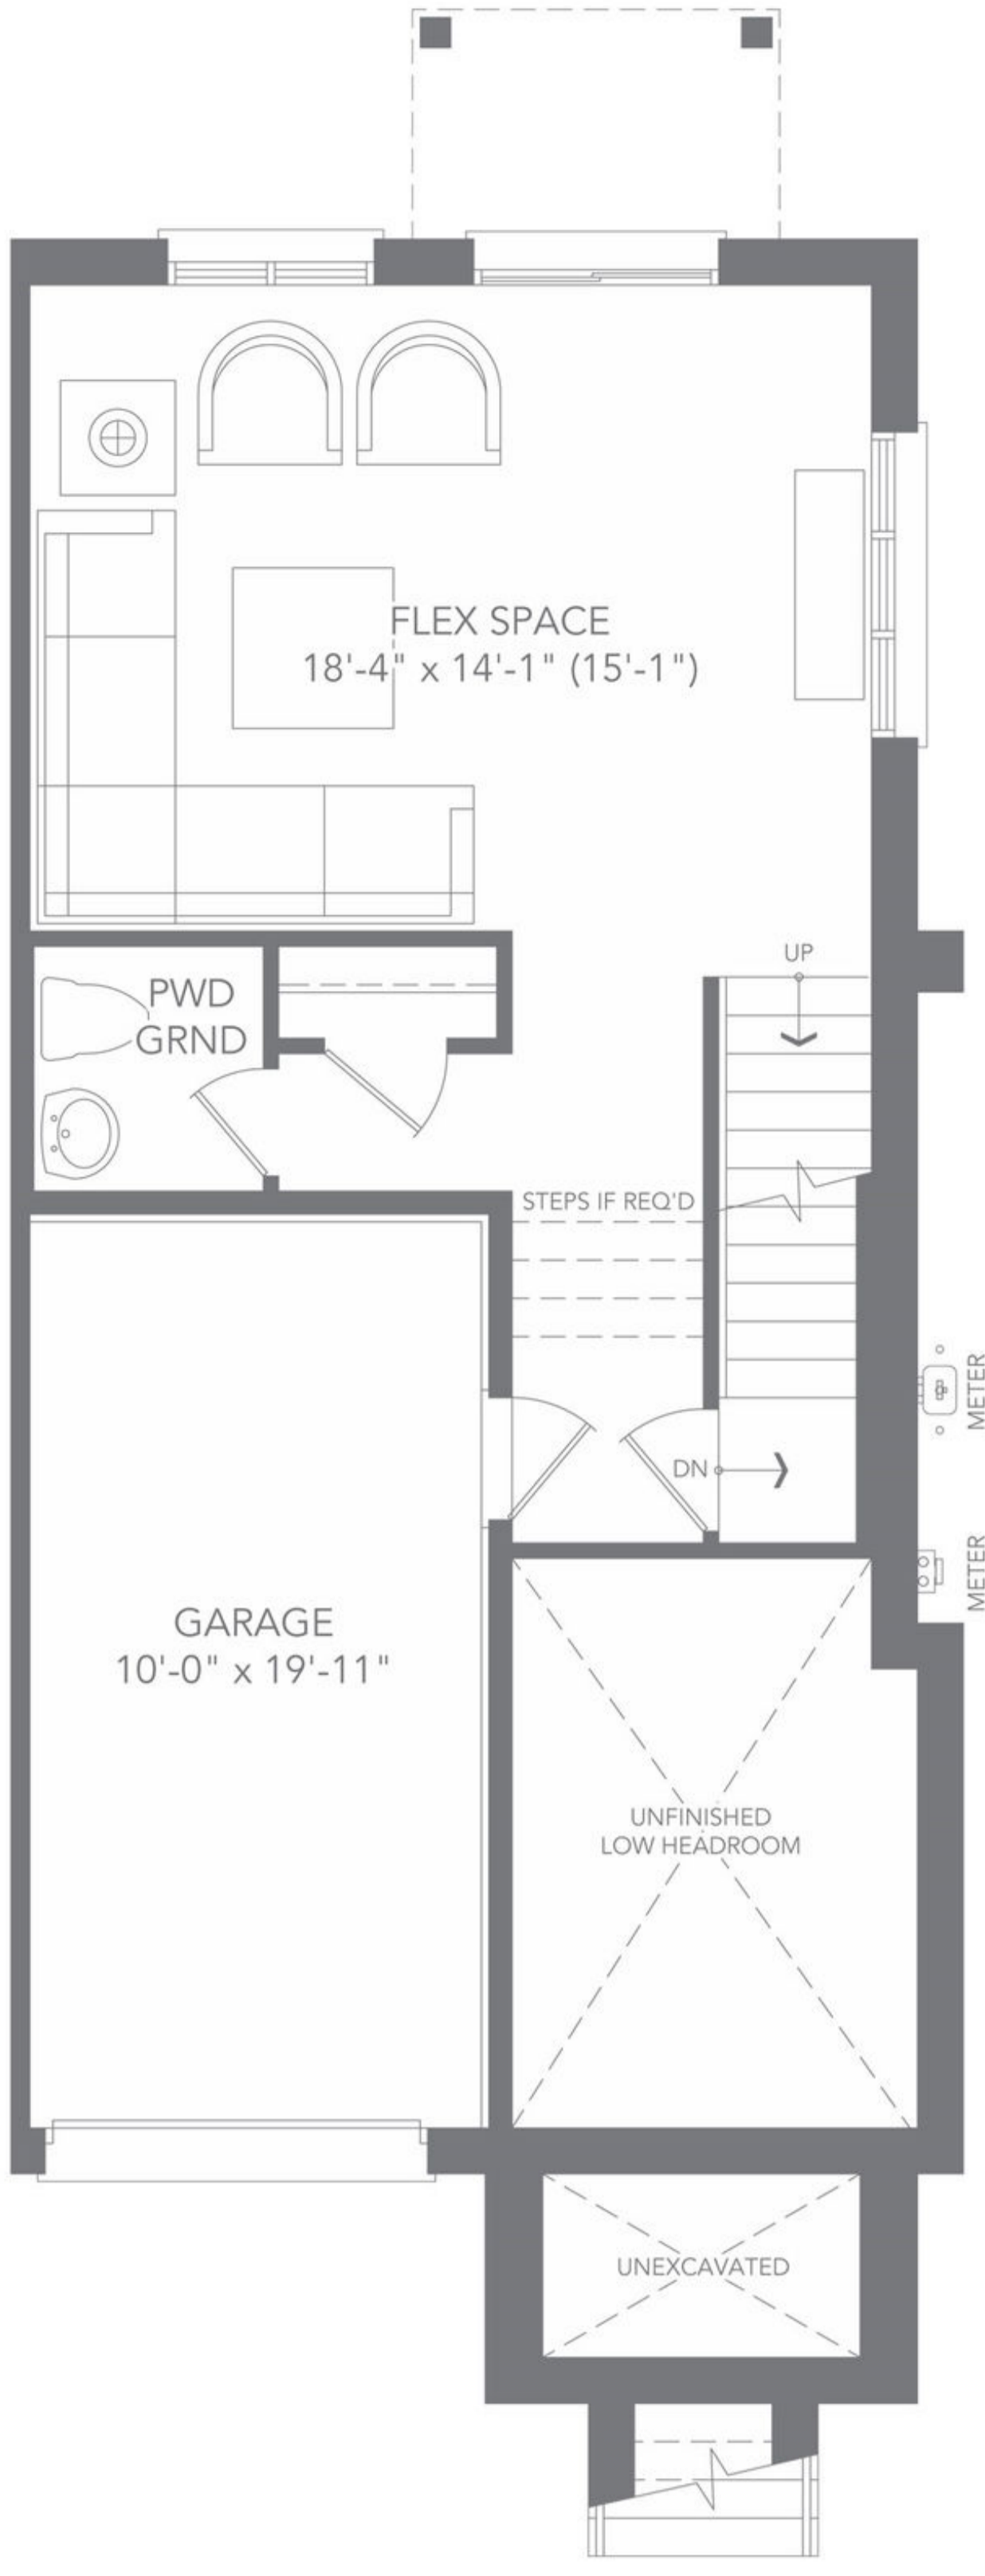 FLEX SPACE
18'-4" x 14'-1" (15'-1")
PWD
GRND
UP
STEPS IF REQ'D
METER
DN
METER
GARAGE
10'-0" x 19'-11"
UNFINISHED
LOW HEADROOM
UNEXCAVATED